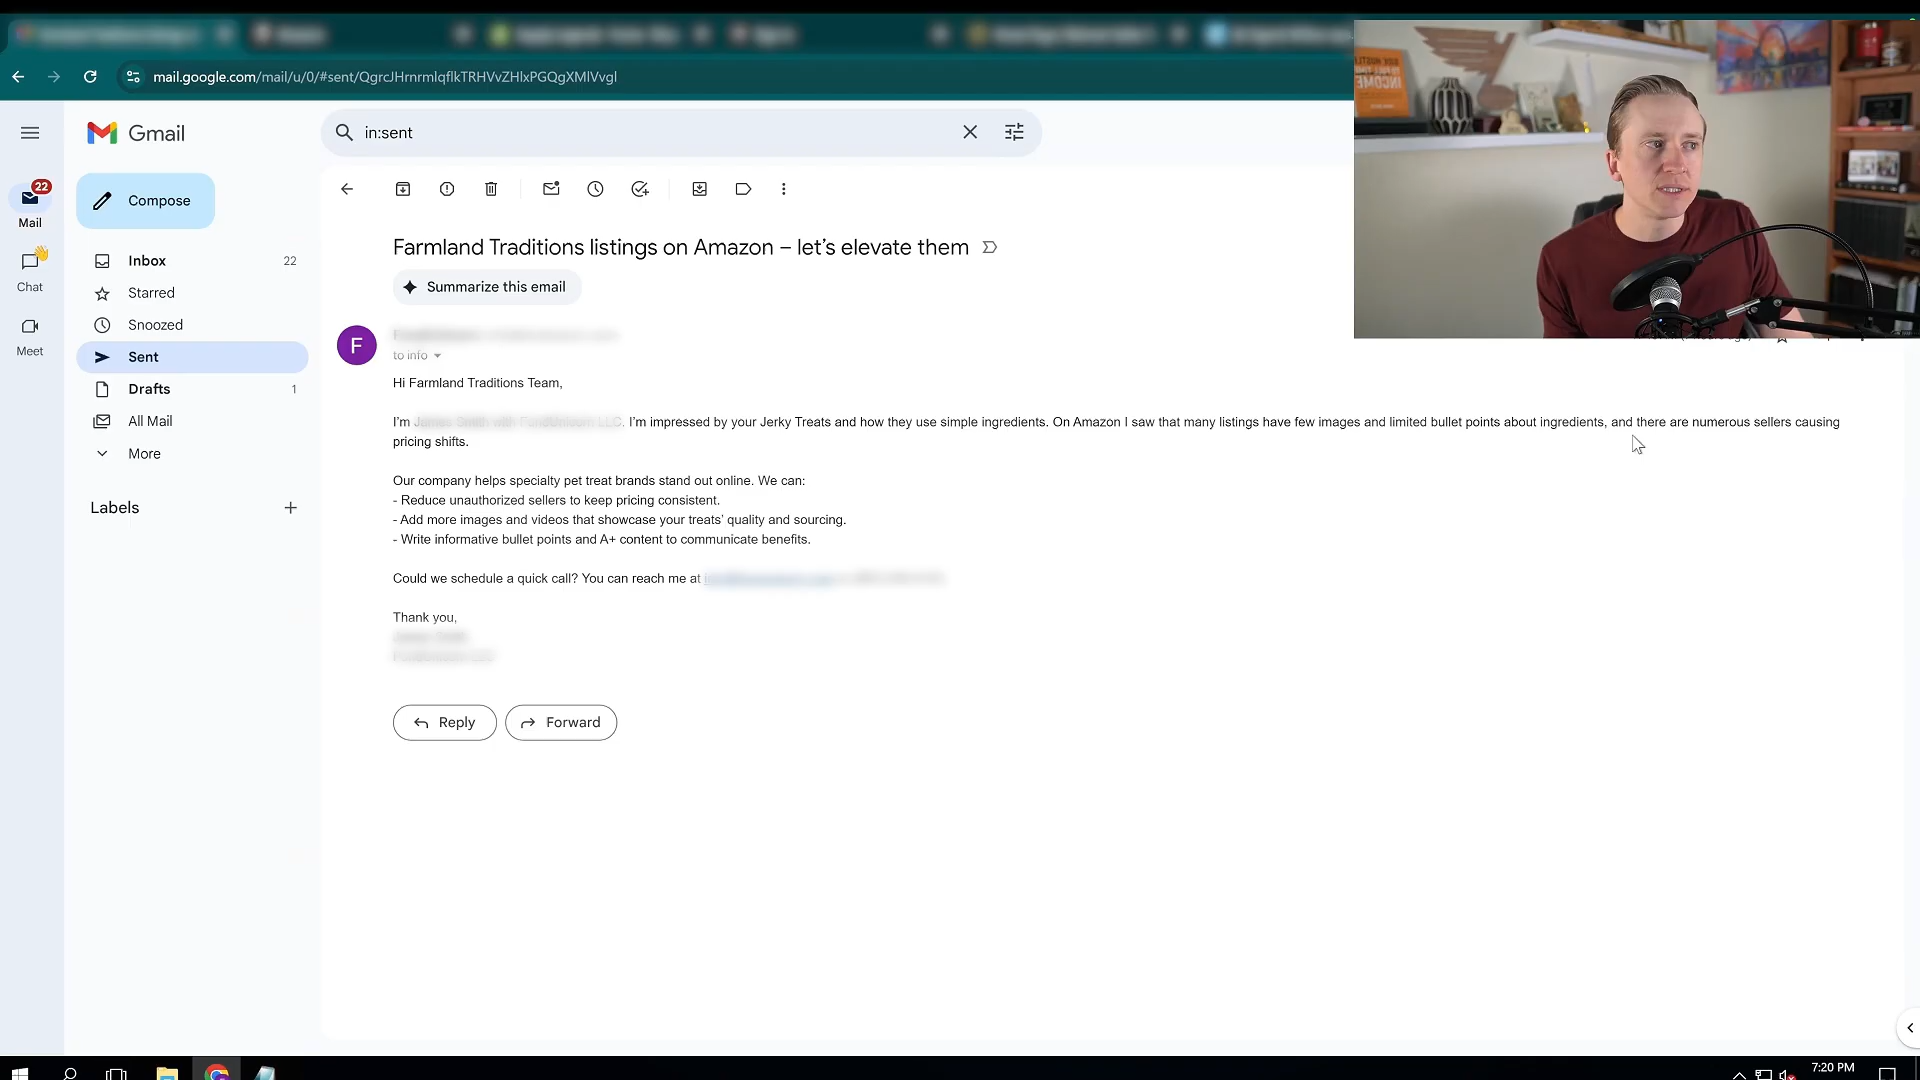 mail.google.com/mail/u/0/#sent/QgrcJHrnrmlqflkTRHVvZHlxPGQgXMlVvgl
Gmail
in:sent
22
Mail
Chat
Meet
Compose
Inbox 22
Starred
Snoozed
Sent
Drafts 1
All Mail
More
Labels
Farmland Traditions listings on Amazon – let’s elevate them
Summarize this email
F
to info
Hi Farmland Traditions Team,
I’m
I’m impressed by your Jerky Treats and how they use simple ingredients. On Amazon I saw that many listings have few images and limited bullet points about ingredients, and there are numerous sellers causing
pricing shifts.
Our company helps specialty pet treat brands stand out online. We can:
- Reduce unauthorized sellers to keep pricing consistent.
- Add more images and videos that showcase your treats’ quality and sourcing.
- Write informative bullet points and A+ content to communicate benefits.
Could we schedule a quick call? You can reach me at
Thank you,
Reply
Forward
INCOME
7:20 PM